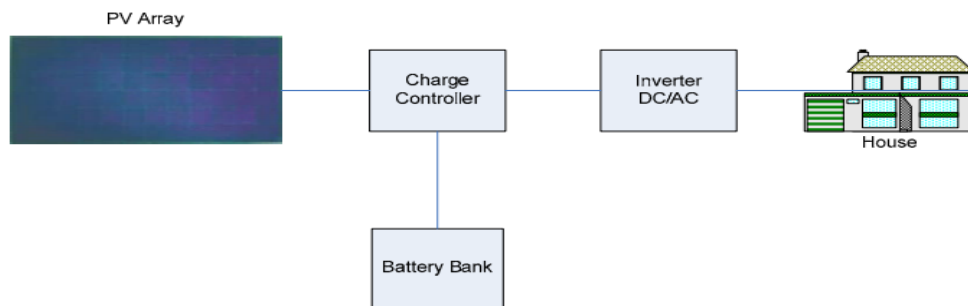 PV Array
Charge
Controller
Inverter
DC/AC
House
Battery Bank